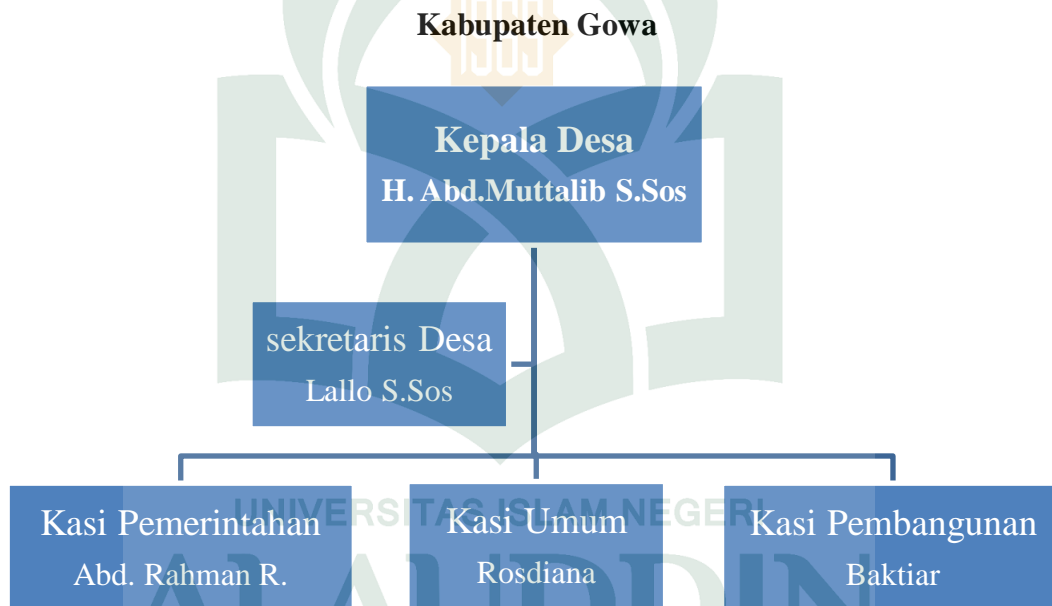 Kabupaten Gowa
Kepala Desa
H. Abd.Muttalib S.Sos
sekretaris Desa
Lallo S.Sos
Kasi Pemerintahan
Abd. Rahman R.
Kasi Umum
Rosdiana
Kasi Pembangunan
Baktiar
UNIVERSITAS ISLAM NEGERI
ALAUDDIN